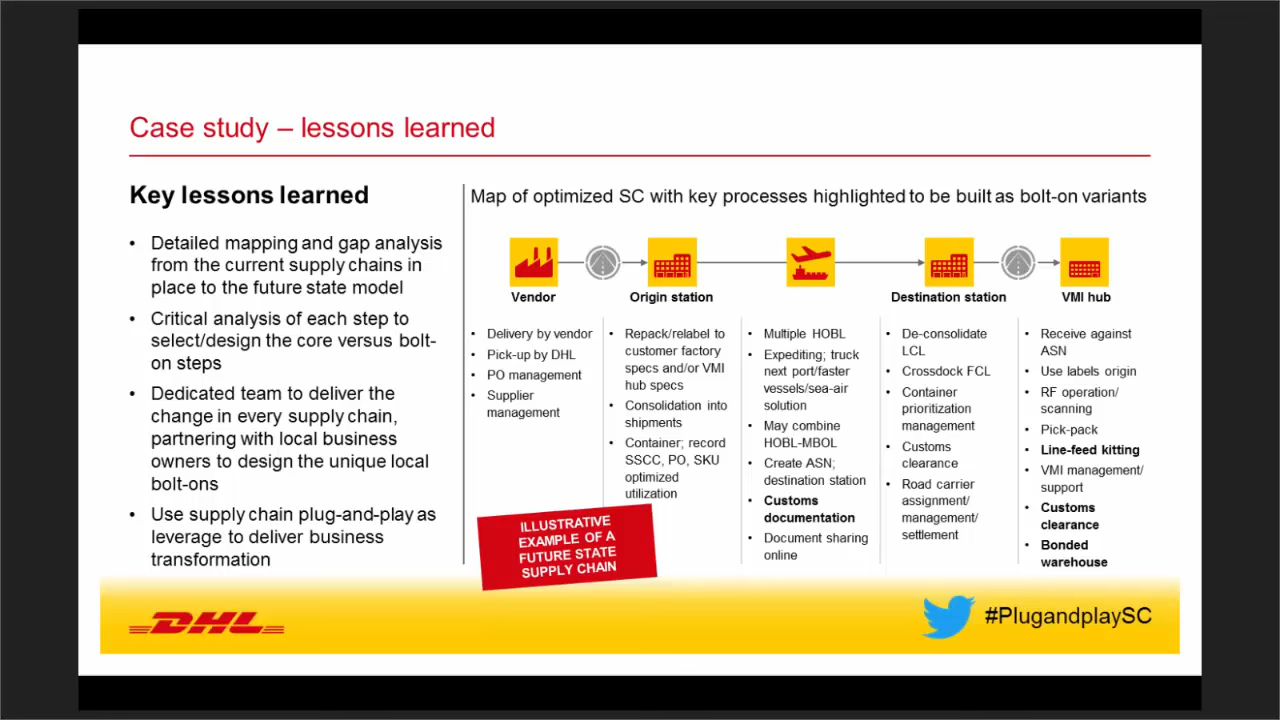 Case study – lessons learned
Key lessons learned
• Detailed mapping and gap analysis
from the current supply chains in
place to the future state model
• Critical analysis of each step to
select/design the core versus bolt-
on steps
• Dedicated team to deliver the
change in every supply chain,
partnering with local business
owners to design the unique local
bolt-ons
• Use supply chain plug-and-play as
leverage to deliver business
transformation
Map of optimized SC with key processes highlighted to be built as bolt-on variants
Vendor
• Delivery by vendor
• Pick-up by DHL
• PO management
• Supplier
management
Origin station
• Repack/relabel to
customer factory
specs and/or VMI
hub specs
• Consolidation into
shipments
• Container; record
SSCC, PO, SKU
optimized
utilization
• Multiple HOBL
• Expediting; truck
next port/faster
vessels/sea-air
solution
• May combine
HOBL-MBOL
• Create ASN;
destination station
• Customs
documentation
• Document sharing
online
Destination station
• De-consolidate
LCL
• Crossdock FCL
• Container
prioritization
management
• Customs
clearance
• Road carrier
assignment/
management/
settlement
VMI hub
• Receive against
ASN
• Use labels origin
• RF operation/
scanning
• Pick-pack
• Line-feed kitting
• VMI management/
support
• Customs
clearance
• Bonded
warehouse
ILLUSTRATIVE
EXAMPLE OF A
FUTURE STATE
SUPPLY CHAIN
DHL
#PlugandplaySC